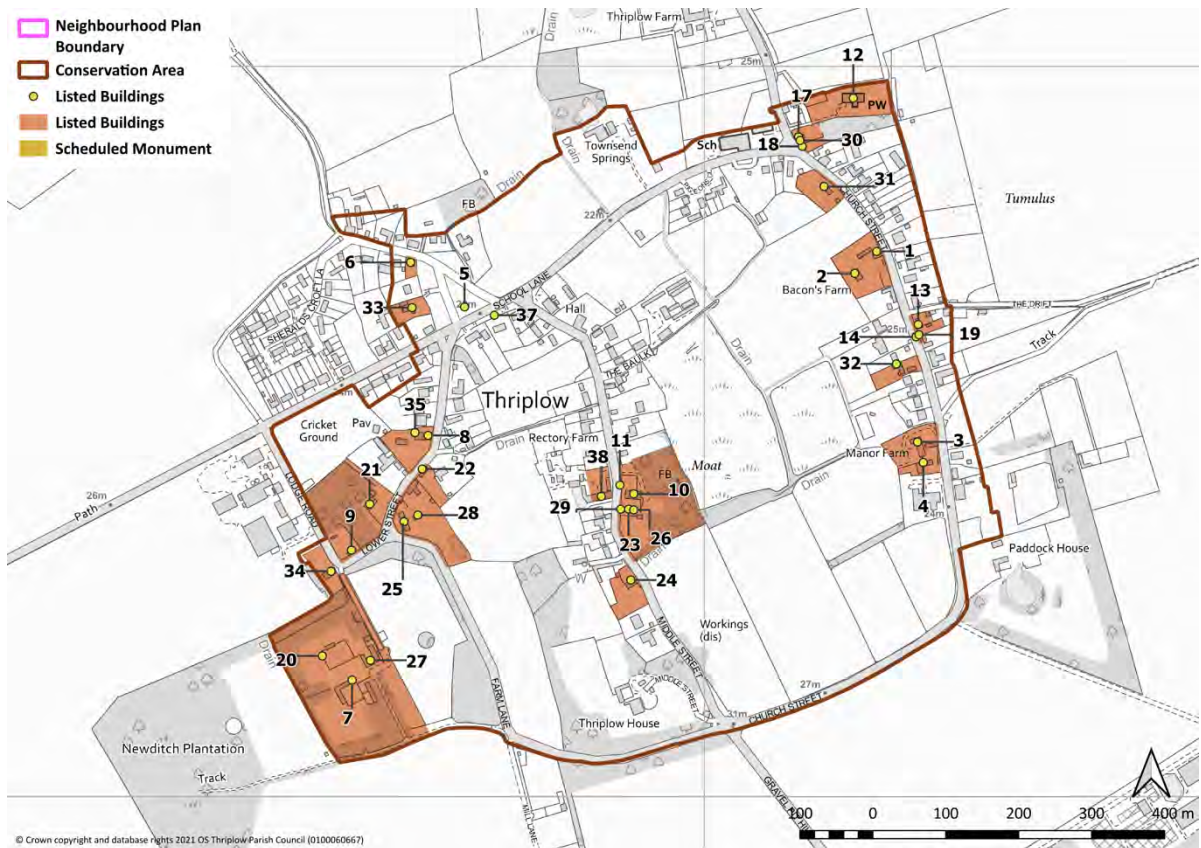 Neighbourhood Plan
Boundary
Conservation Area
Listed Buildings
Listed Buildings
Scheduled Monument
Drain
Thriplow Farm
25m
12
17
PW
30
18
Sch
Townsend
Springs
Drain
Drain
31
CHURCH STREET
Tumulus
FB
22m
1
2
Bacon's Farm
6
5
SCHOOL LANE
33
37
Hall
SHERALDS CROFT LA
13
THE DRIFT
14
25m
19
Track
32
THE BAULK
Drain
Thriplow
Cricket
Ground
Pav
35
8
Drain
Rectory Farm
11
Moat
FB
3
Manor Farm
4
24m
Drain
22
21
38
10
LODGE ROAD
26m
Path
28
29
23
26
9
LOWER STREET
Drain
Paddock House
34
25
24
Workings
(dis)
MIDDLE STREET
20
27
Drain
7
FARM LANE
MIDDLE STREET
27m
CHURCH STREET
31m
Thriplow House
Newditch Plantation
Track
MILL LANE
GRAVEL HILL
100 0 100 200 300 400 m
© Crown copyright and database rights 2021 OS Thriplow Parish Council (0100060667)